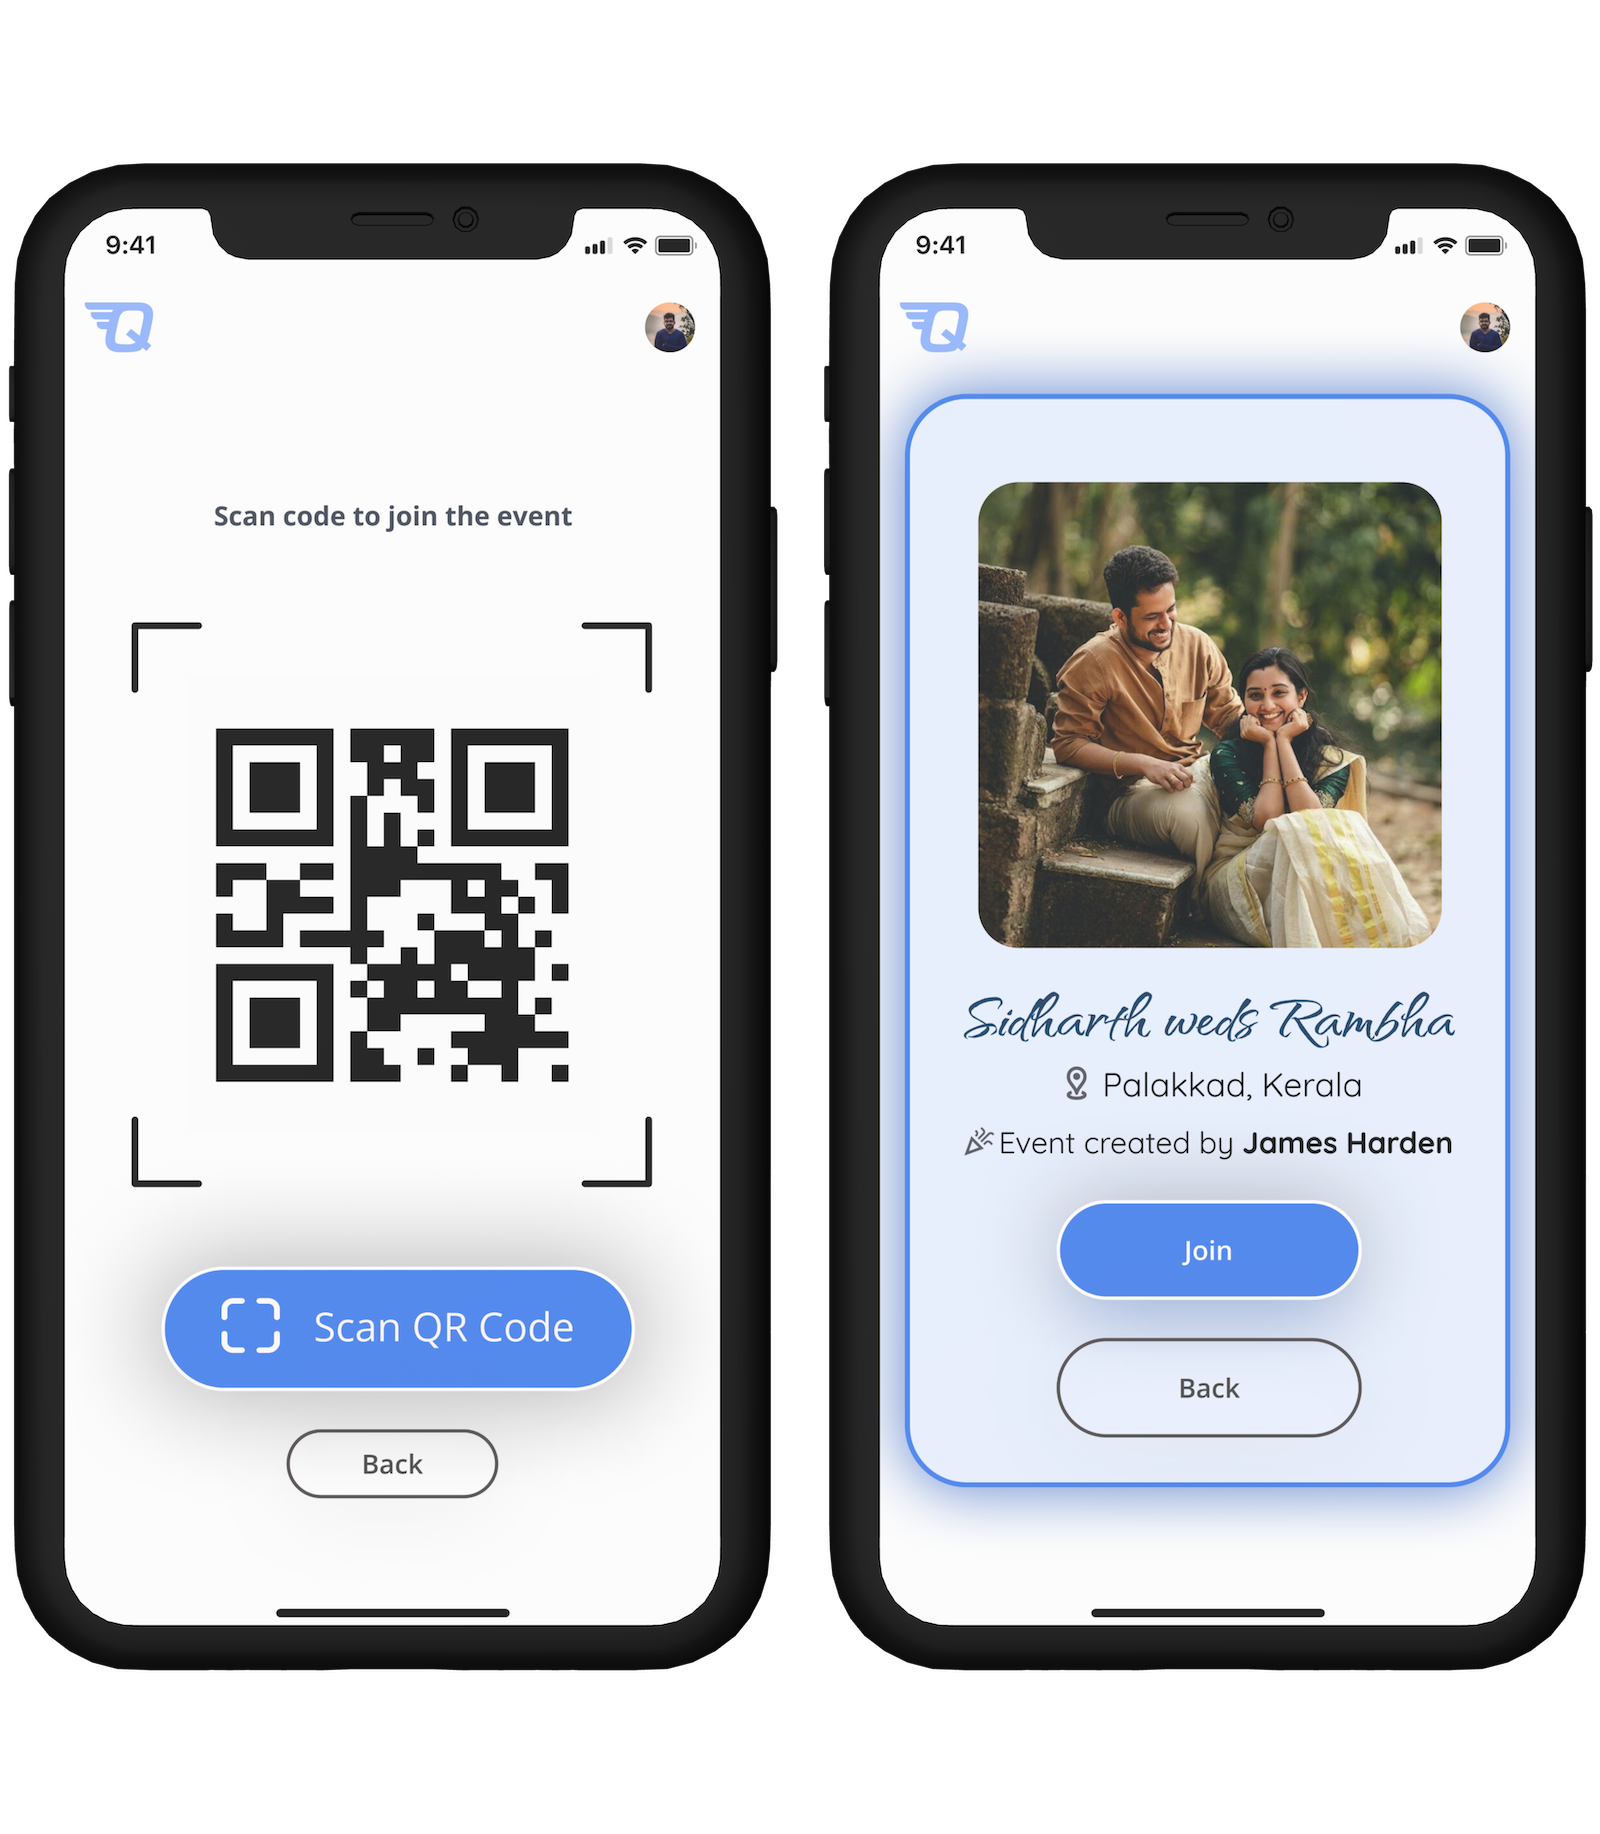 9:41
Q
Scan code to join the event
Scan QR Code
Back
9:41
Q
Sidharth weds Rambha
Palakkad, Kerala
Event created by James Harden
Join
Back